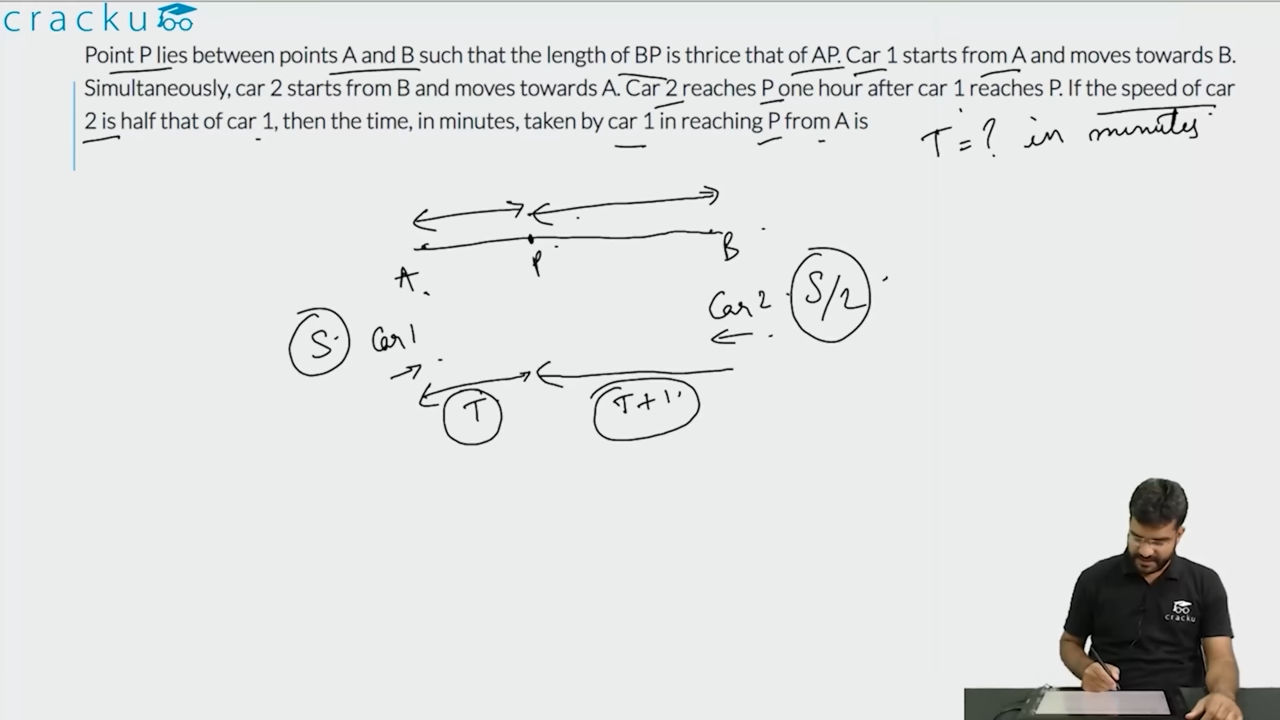 cracku
Point P lies between points A and B such that the length of BP is thrice that of AP. Car 1 starts from A and moves towards B.
Simultaneously, car 2 starts from B and moves towards A. Car 2 reaches P one hour after car 1 reaches P. If the speed of car
2 is half that of car 1, then the time, in minutes, taken by car 1 in reaching P from A is
T = ? in minutes
A P B
Car 2 S/2
S Car 1
T T+1
cracku